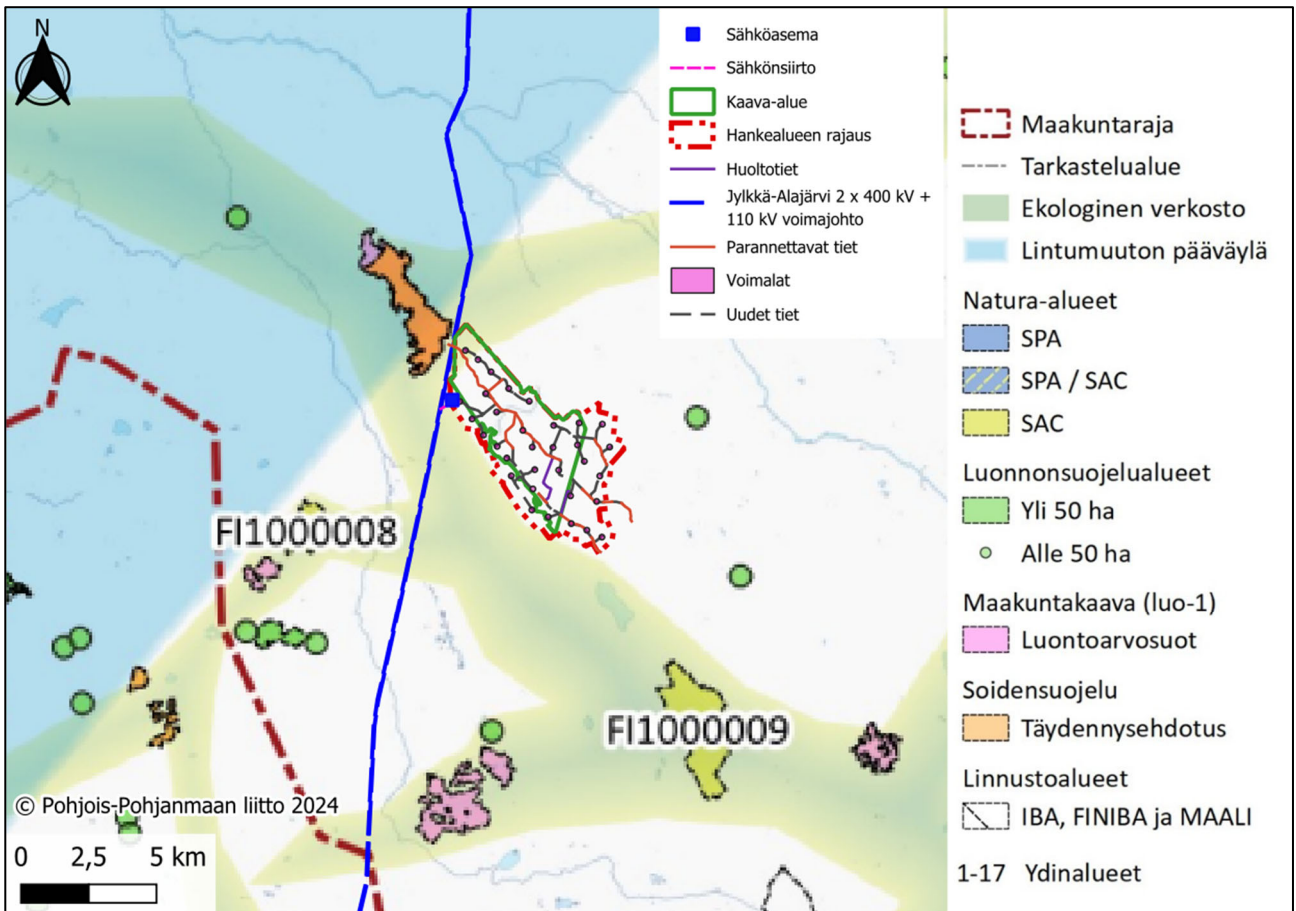 N
Sähköasema
Sähkönsiirto
Kaava-alue
Hankealueen rajaus
Huoltotiet
Jylkkä-Alajärvi 2 x 400 kV +
110 kV voimajohto
Parannettavat tiet
Voimalat
Uudet tiet
Maakuntaraja
Tarkastelualue
Ekologinen verkosto
Lintumuuton pääväylä
Natura-alueet
SPA
SPA / SAC
SAC
Luonnonsuojelualueet
Yli 50 ha
Alle 50 ha
Maakuntakaava (luo-1)
Luontoarvosuot
Soidensuojelu
Täydennysehdotus
Linnustoalueet
IBA, FINIBA ja MAALI
1-17 Ydinalueet
FI1000008
FI1000009
© Pohjois-Pohjanmaan liitto 2024
0 2,5 5 km